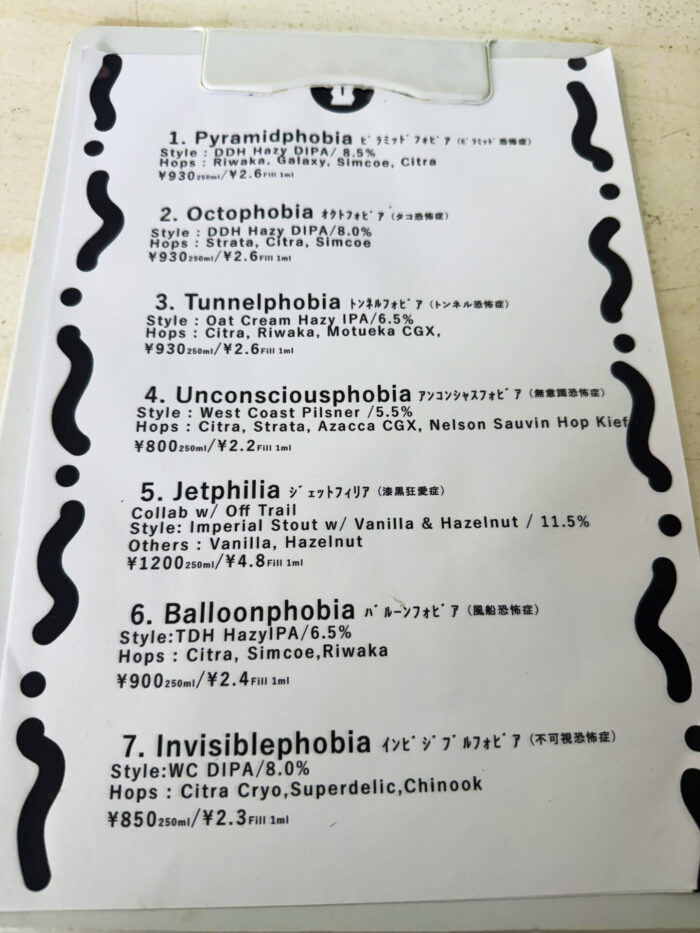 1. Pyramidphobia ﾋﾟﾗﾐｯﾄﾞﾌｫﾋﾞｱ (ﾋﾟﾗﾐｯﾄﾞ恐怖症)
Style : DDH Hazy DIPA/ 8.5%
Hops : Riwaka, Galaxy, Simcoe, Citra
¥930250ml/¥2.6Fill 1ml
2. Octophobia ｵｸﾄﾌｫﾋﾞｱ (タコ恐怖症)
Style : DDH Hazy DIPA/8.0%
Hops : Strata, Citra, Simcoe
¥930250ml/¥2.6Fill 1ml
3. Tunnelphobia ﾄﾝﾈﾙﾌｫﾋﾞｱ (トンネル恐怖症)
Style : Oat Cream Hazy IPA/6.5%
Hops : Citra, Riwaka, Motueka CGX,
¥930250ml/¥2.6Fill 1ml
4. Unconsciousphobia ｱﾝｺﾝｼｬｽﾌｫﾋﾞｱ (無意識恐怖症)
Style : West Coast Pilsner /5.5%
Hops : Citra, Strata, Azacca CGX, Nelson Sauvin Hop Kief
¥800250ml/¥2.2Fill 1ml
5. Jetphilia ｼﾞｪｯﾄﾌィﾘｱ (漆黒狂愛症)
Collab w/ Off Trail
Style: Imperial Stout w/ Vanilla & Hazelnut / 11.5%
Others : Vanilla, Hazelnut
¥1200250ml/¥4.8Fill 1ml
6. Balloonphobia ﾊﾞﾙｰﾝﾌｫﾋﾞｱ (風船恐怖症)
Style:TDH HazyIPA/6.5%
Hops : Citra, Simcoe,Riwaka
¥900250ml/¥2.4Fill 1ml
7. Invisiblephobia ｲﾝﾋﾞｼﾞﾌﾞﾙﾌｫﾋﾞｱ (不可視恐怖症)
Style:WC DIPA/8.0%
Hops : Citra Cryo,Superdelic,Chinook
¥850250ml/¥2.3Fill 1ml